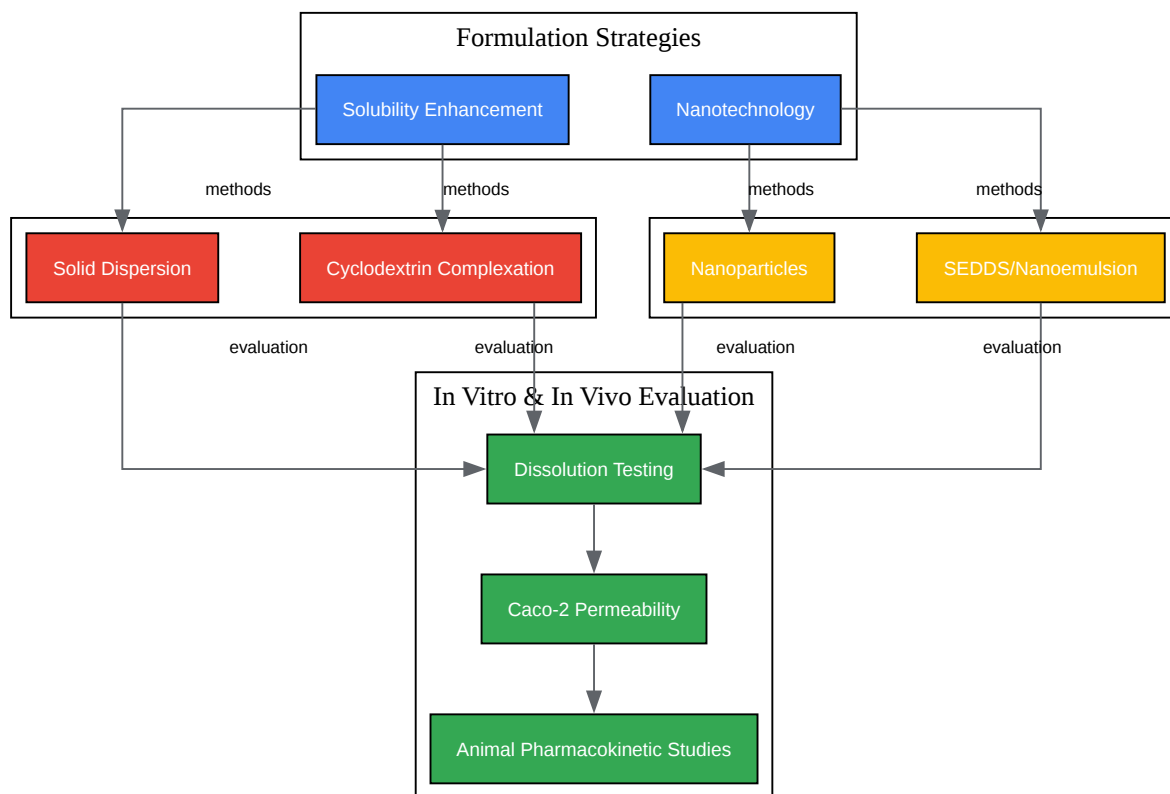 Formulation Strategies
Solubility Enhancement
Nanotechnology
methods
methods
methods
methods
Solid Dispersion
Cyclodextrin Complexation
Nanoparticles
SEDDS/Nanoemulsion
evaluation
evaluation
evaluation
evaluation
In Vitro & In Vivo Evaluation
Dissolution Testing
Caco-2 Permeability
Animal Pharmacokinetic Studies